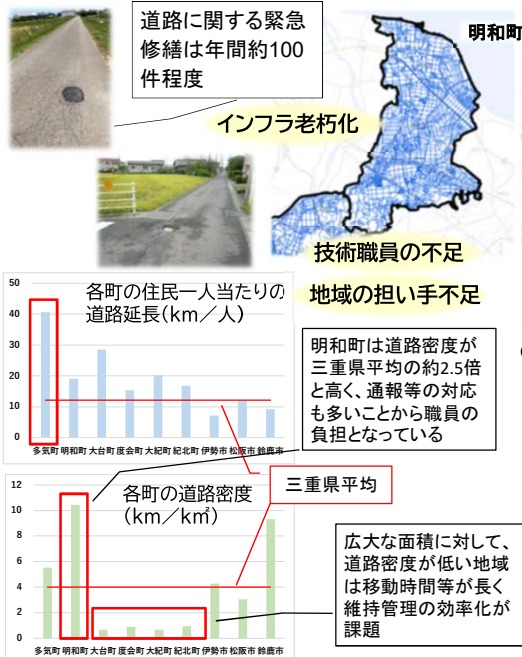 道路に関する緊急
修繕は年間約100
件程度
明和町
インフラ老朽化
技術職員の不足
地域の担い手不足
各町の住民一人当たりの
道路延長(km/人)
50
40
30
20
10
0
多気町 明和町 大台町 度会町 大紀町 紀北町 伊勢市 松阪市 鈴鹿市
明和町は道路密度が
三重県平均の約2.5倍
と高く、通報等の対応
も多いことから職員の
負担となっている
三重県平均
各町の道路密度
(km/k㎡)
12
10
8
6
4
2
0
多気町 明和町 大台町 度会町 大紀町 紀北町 伊勢市 松阪市 鈴鹿市
広大な面積に対して、
道路密度が低い地域
は移動時間等が長く
維持管理の効率化が
課題